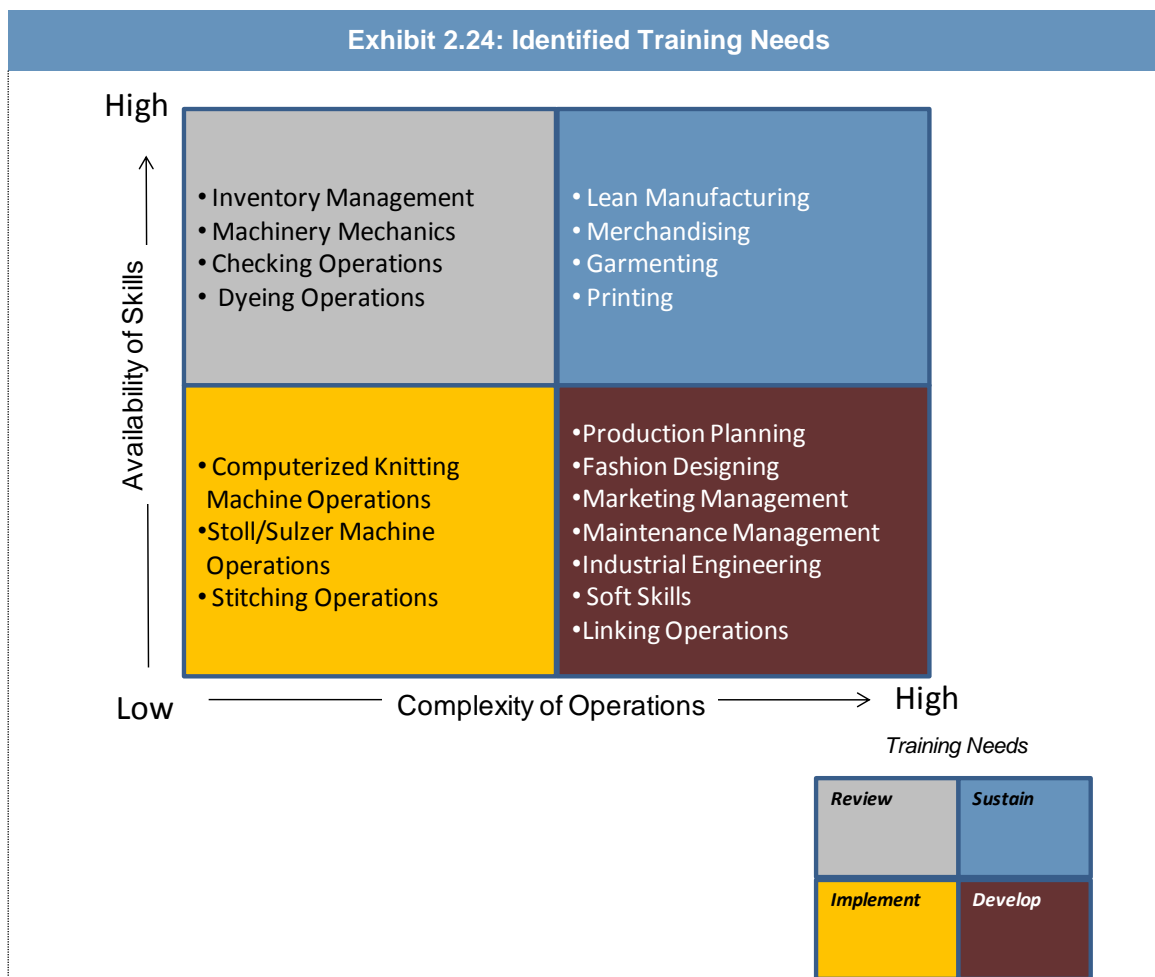 Exhibit 2.24: Identified Training Needs
High
Availability of Skills
• Inventory Management
• Machinery Mechanics
• Checking Operations
• Dyeing Operations
• Lean Manufacturing
• Merchandising
• Garmenting
• Printing
• Computerized Knitting
Machine Operations
•Stoll/Sulzer Machine
Operations
• Stitching Operations
•Production Planning
•Fashion Designing
•Marketing Management
•Maintenance Management
•Industrial Engineering
• Soft Skills
•Linking Operations
Low
Complexity of Operations
High
Training Needs
Review
Sustain
Implement
Develop